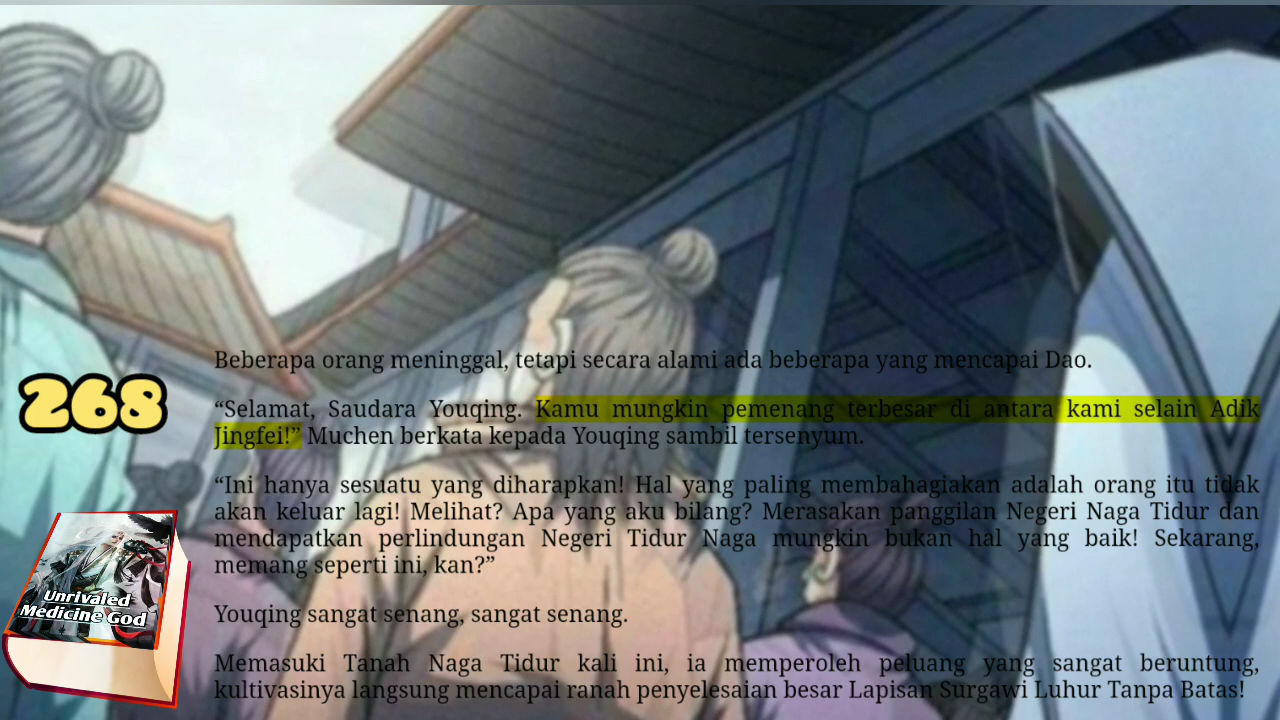 Beberapa orang meninggal, tetapi secara alami ada beberapa yang mencapai Dao.
“Selamat, Saudara Youqing. Kamu mungkin pemenang terbesar di antara kami selain Adik
Jingfei!” Muchen berkata kepada Youqing sambil tersenyum.
268
“Ini hanya sesuatu yang diharapkan! Hal yang paling membahagiakan adalah orang itu tidak
akan keluar lagi! Melihat? Apa yang aku bilang? Merasakan panggilan Negeri Naga Tidur dan
mendapatkan perlindungan Negeri Tidur Naga mungkin bukan hal yang baik! Sekarang,
memang seperti ini, kan?”
Youqing sangat senang, sangat senang.
Memasuki Tanah Naga Tidur kali ini, ia memperoleh peluang yang sangat beruntung,
kultivasinya langsung mencapai ranah penyelesaian besar Lapisan Surgawi Luhur Tanpa Batas!
Unrivaled
Medicine God